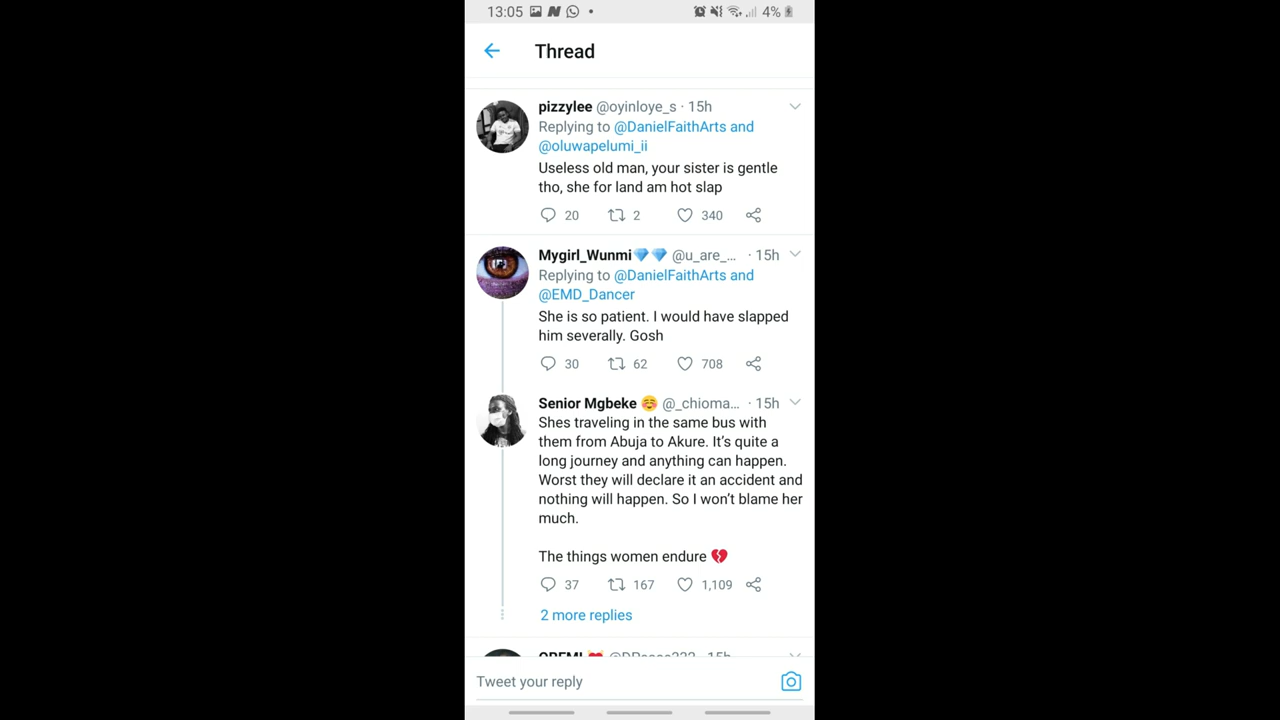 13:05
4%
Thread
pizzylee @oyinloye_s · 15h
Replying to @DanielFaithArts and
@oluwapelumi_ii
Useless old man, your sister is gentle
tho, she for land am hot slap
20 2 340
Mygirl_Wunmi💎💎 @u_are_... · 15h
Replying to @DanielFaithArts and
@EMD_Dancer
She is so patient. I would have slapped
him severally. Gosh
30 62 708
Senior Mgbeke ☺️ @_chioma... · 15h
Shes traveling in the same bus with
them from Abuja to Akure. It’s quite a
long journey and anything can happen.
Worst they will declare it an accident and
nothing will happen. So I won’t blame her
much.
The things women endure 💔
37 167 1,109
2 more replies
Tweet your reply